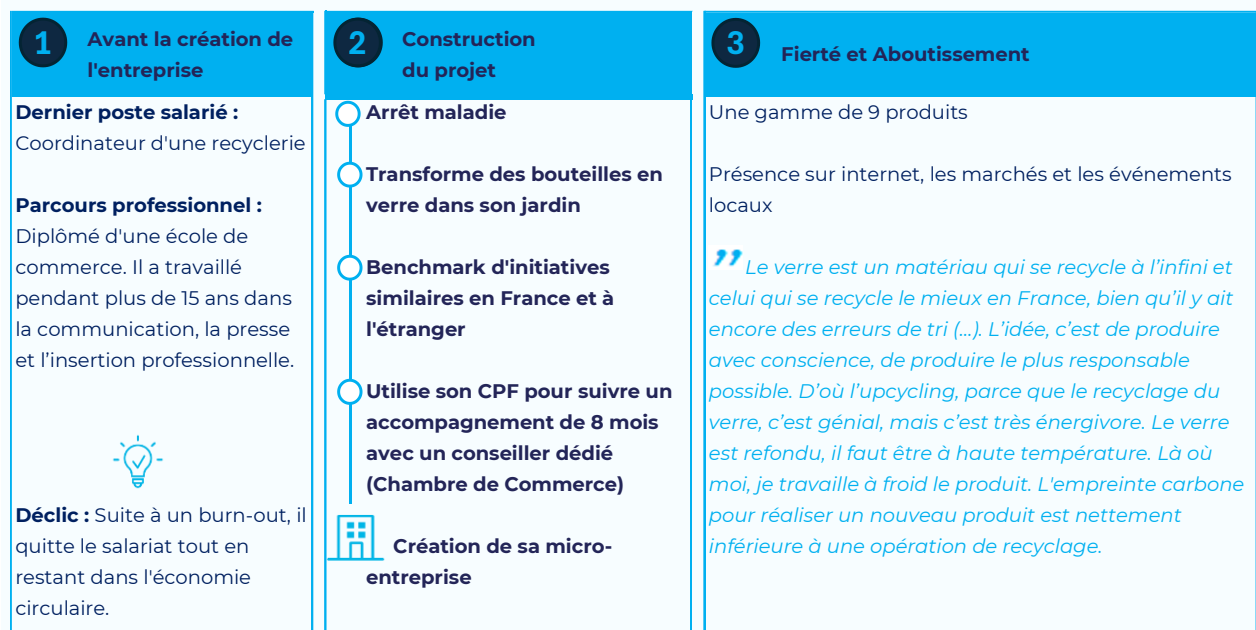 1
Avant la création de
l'entreprise
Dernier poste salarié :
Coordinateur d'une recyclerie
Parcours professionnel :
Diplômé d'une école de
commerce. Il a travaillé
pendant plus de 15 ans dans
la communication, la presse
et l’insertion professionnelle.
Déclic : Suite à un burn-out, il
quitte le salariat tout en
restant dans l'économie
circulaire.
2
Construction
du projet
Arrêt maladie
Transforme des bouteilles en
verre dans son jardin
Benchmark d'initiatives
similaires en France et à
l'étranger
Utilise son CPF pour suivre un
accompagnement de 8 mois
avec un conseiller dédié
(Chambre de Commerce)
Création de sa micro-
entreprise
3
Fierté et Aboutissement
Une gamme de 9 produits
Présence sur internet, les marchés et les événements
locaux
” Le verre est un matériau qui se recycle à l’infini et
celui qui se recycle le mieux en France, bien qu’il y ait
encore des erreurs de tri (...). L’idée, c’est de produire
avec conscience, de produire le plus responsable
possible. D’où l’upcycling, parce que le recyclage du
verre, c’est génial, mais c’est très énergivore. Le verre
est refondu, il faut être à haute température. Là où
moi, je travaille à froid le produit. L'empreinte carbone
pour réaliser un nouveau produit est nettement
inférieure à une opération de recyclage.